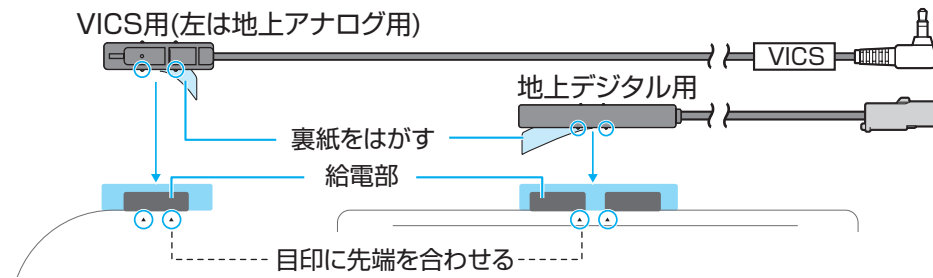 VICS用(左は地上アナログ用)
VICS
地上デジタル用
裏紙をはがす
給電部
目印に先端を合わせる